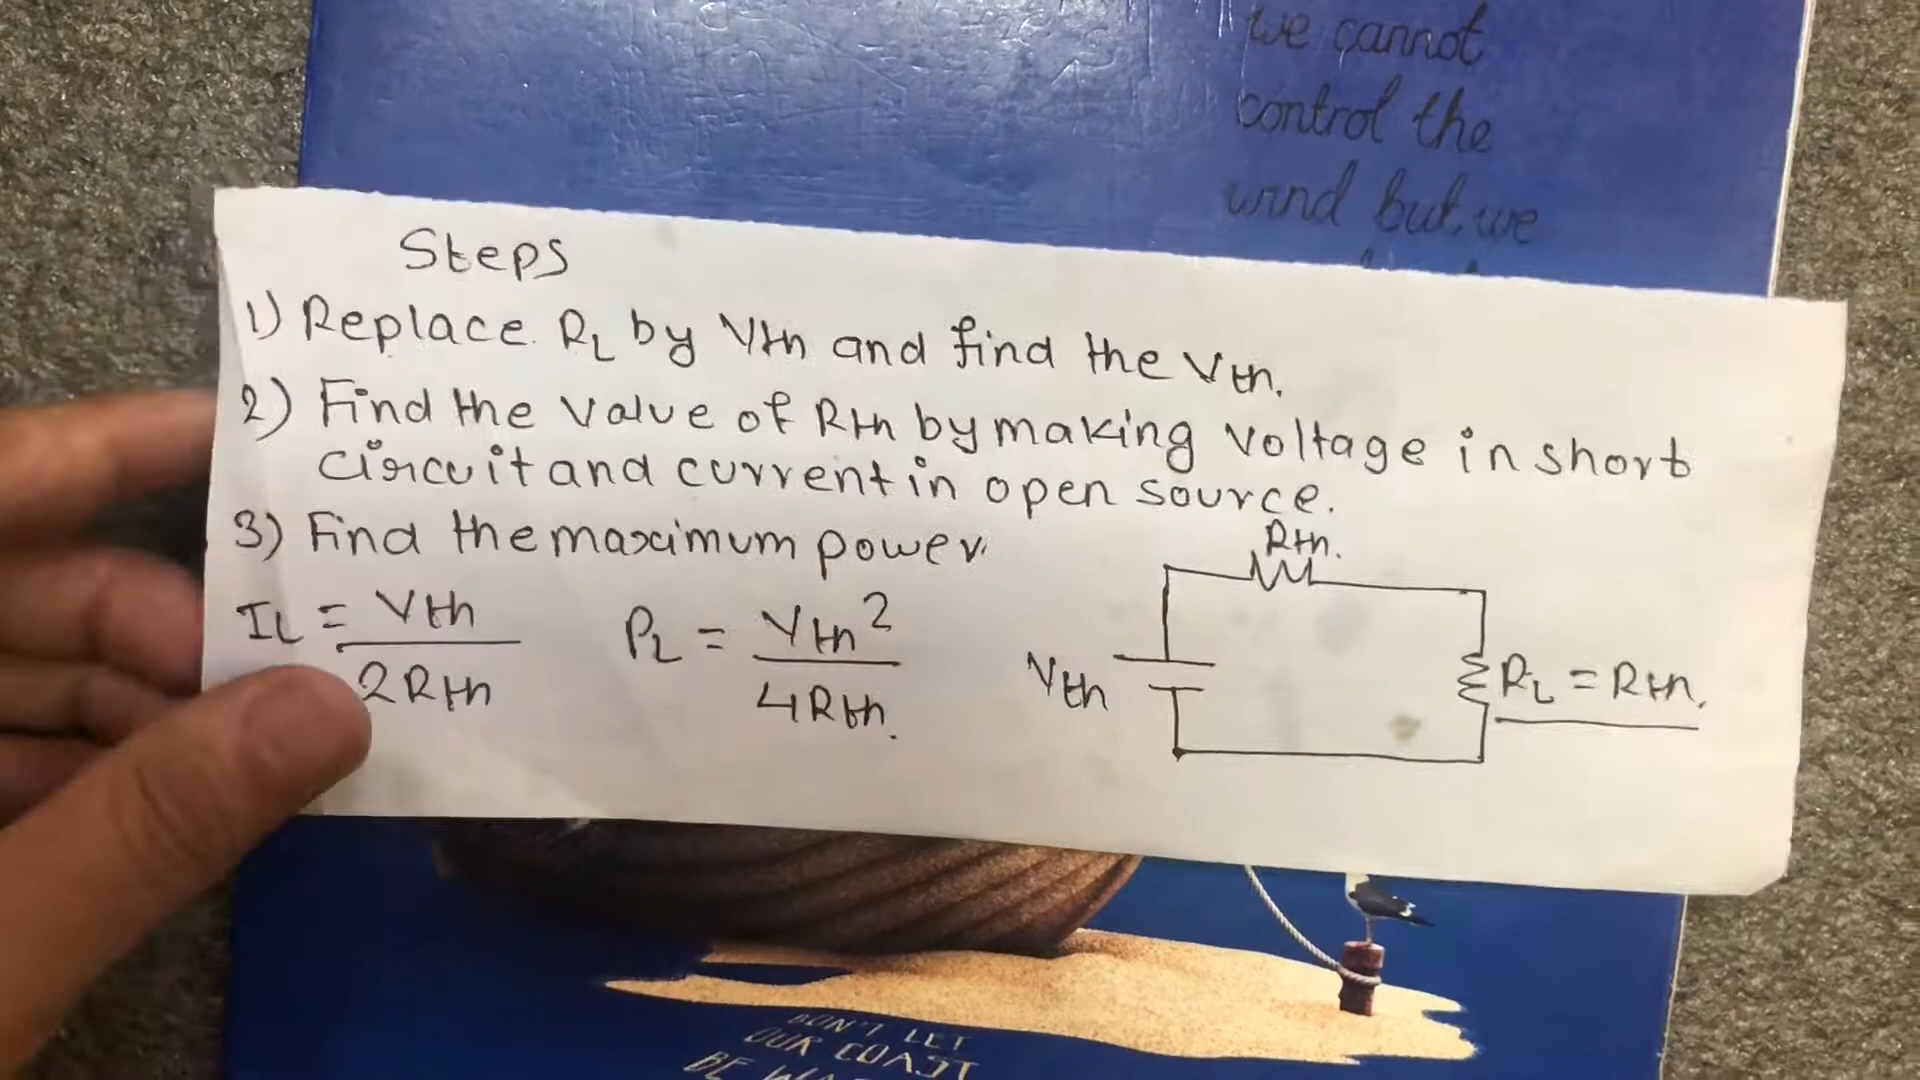 we cannot
control the
wind but we
Steps
1) Replace RL by Vth and find the Vth.
2) Find the value of Rth by making voltage in short
circuit and current in open source.
3) Find the maximum power.
Rth.
IL = Vth / 2Rth
PL = Vth² / 4Rth.
Vth
RL = Rth.
DON'T LET
OUR COAST
BE